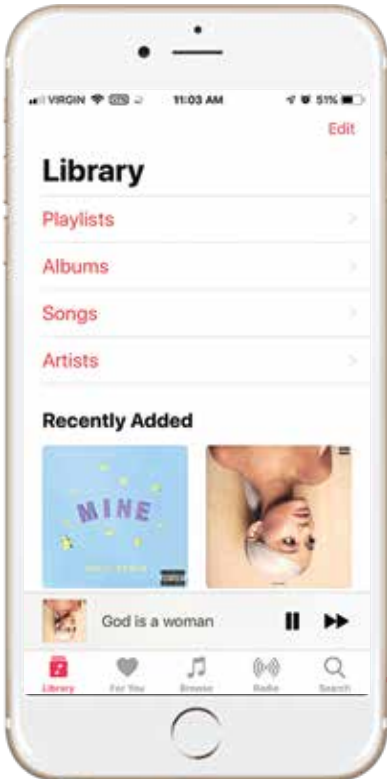 VIRGIN 11:03 AM 51%
Edit
Library
Playlists
Albums
Songs
Artists
Recently Added
MINE
God is a woman
Library For You Browse Radio Search